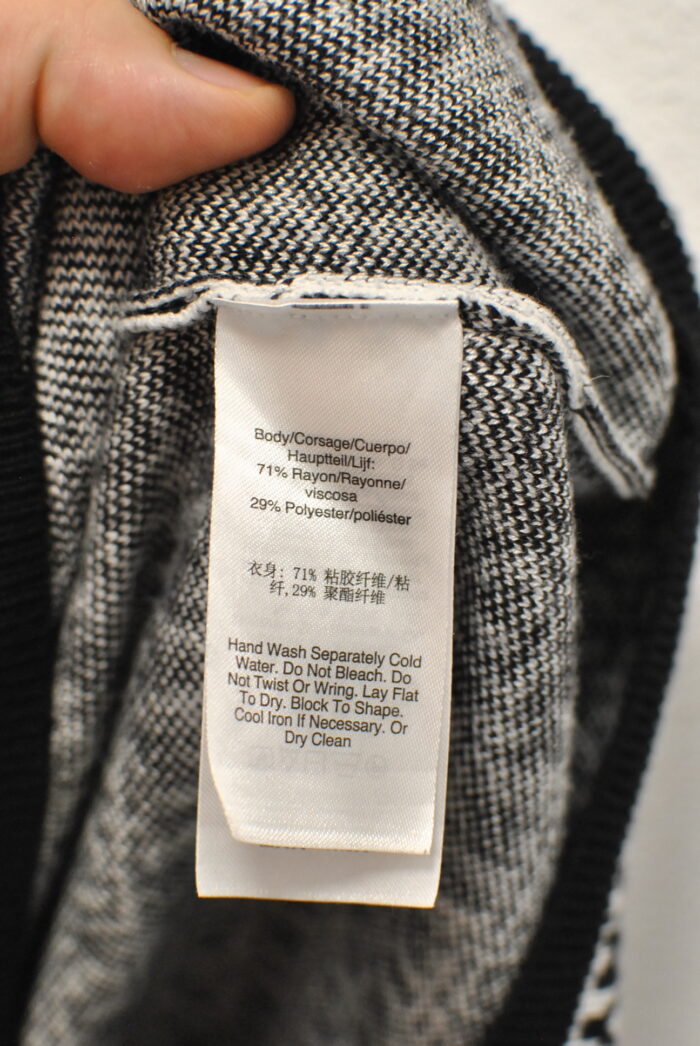 Body/Corsage/Cuerpo/
Hauptteil/Lijf:
71% Rayon/Rayonne/
viscosa
29% Polyester/poliéster
衣身: 71% 粘胶纤维/粘
纤,29% 聚酯纤维
Hand Wash Separately Cold
Water. Do Not Bleach. Do
Not Twist Or Wring. Lay Flat
To Dry. Block To Shape.
Cool Iron If Necessary. Or
Dry Clean